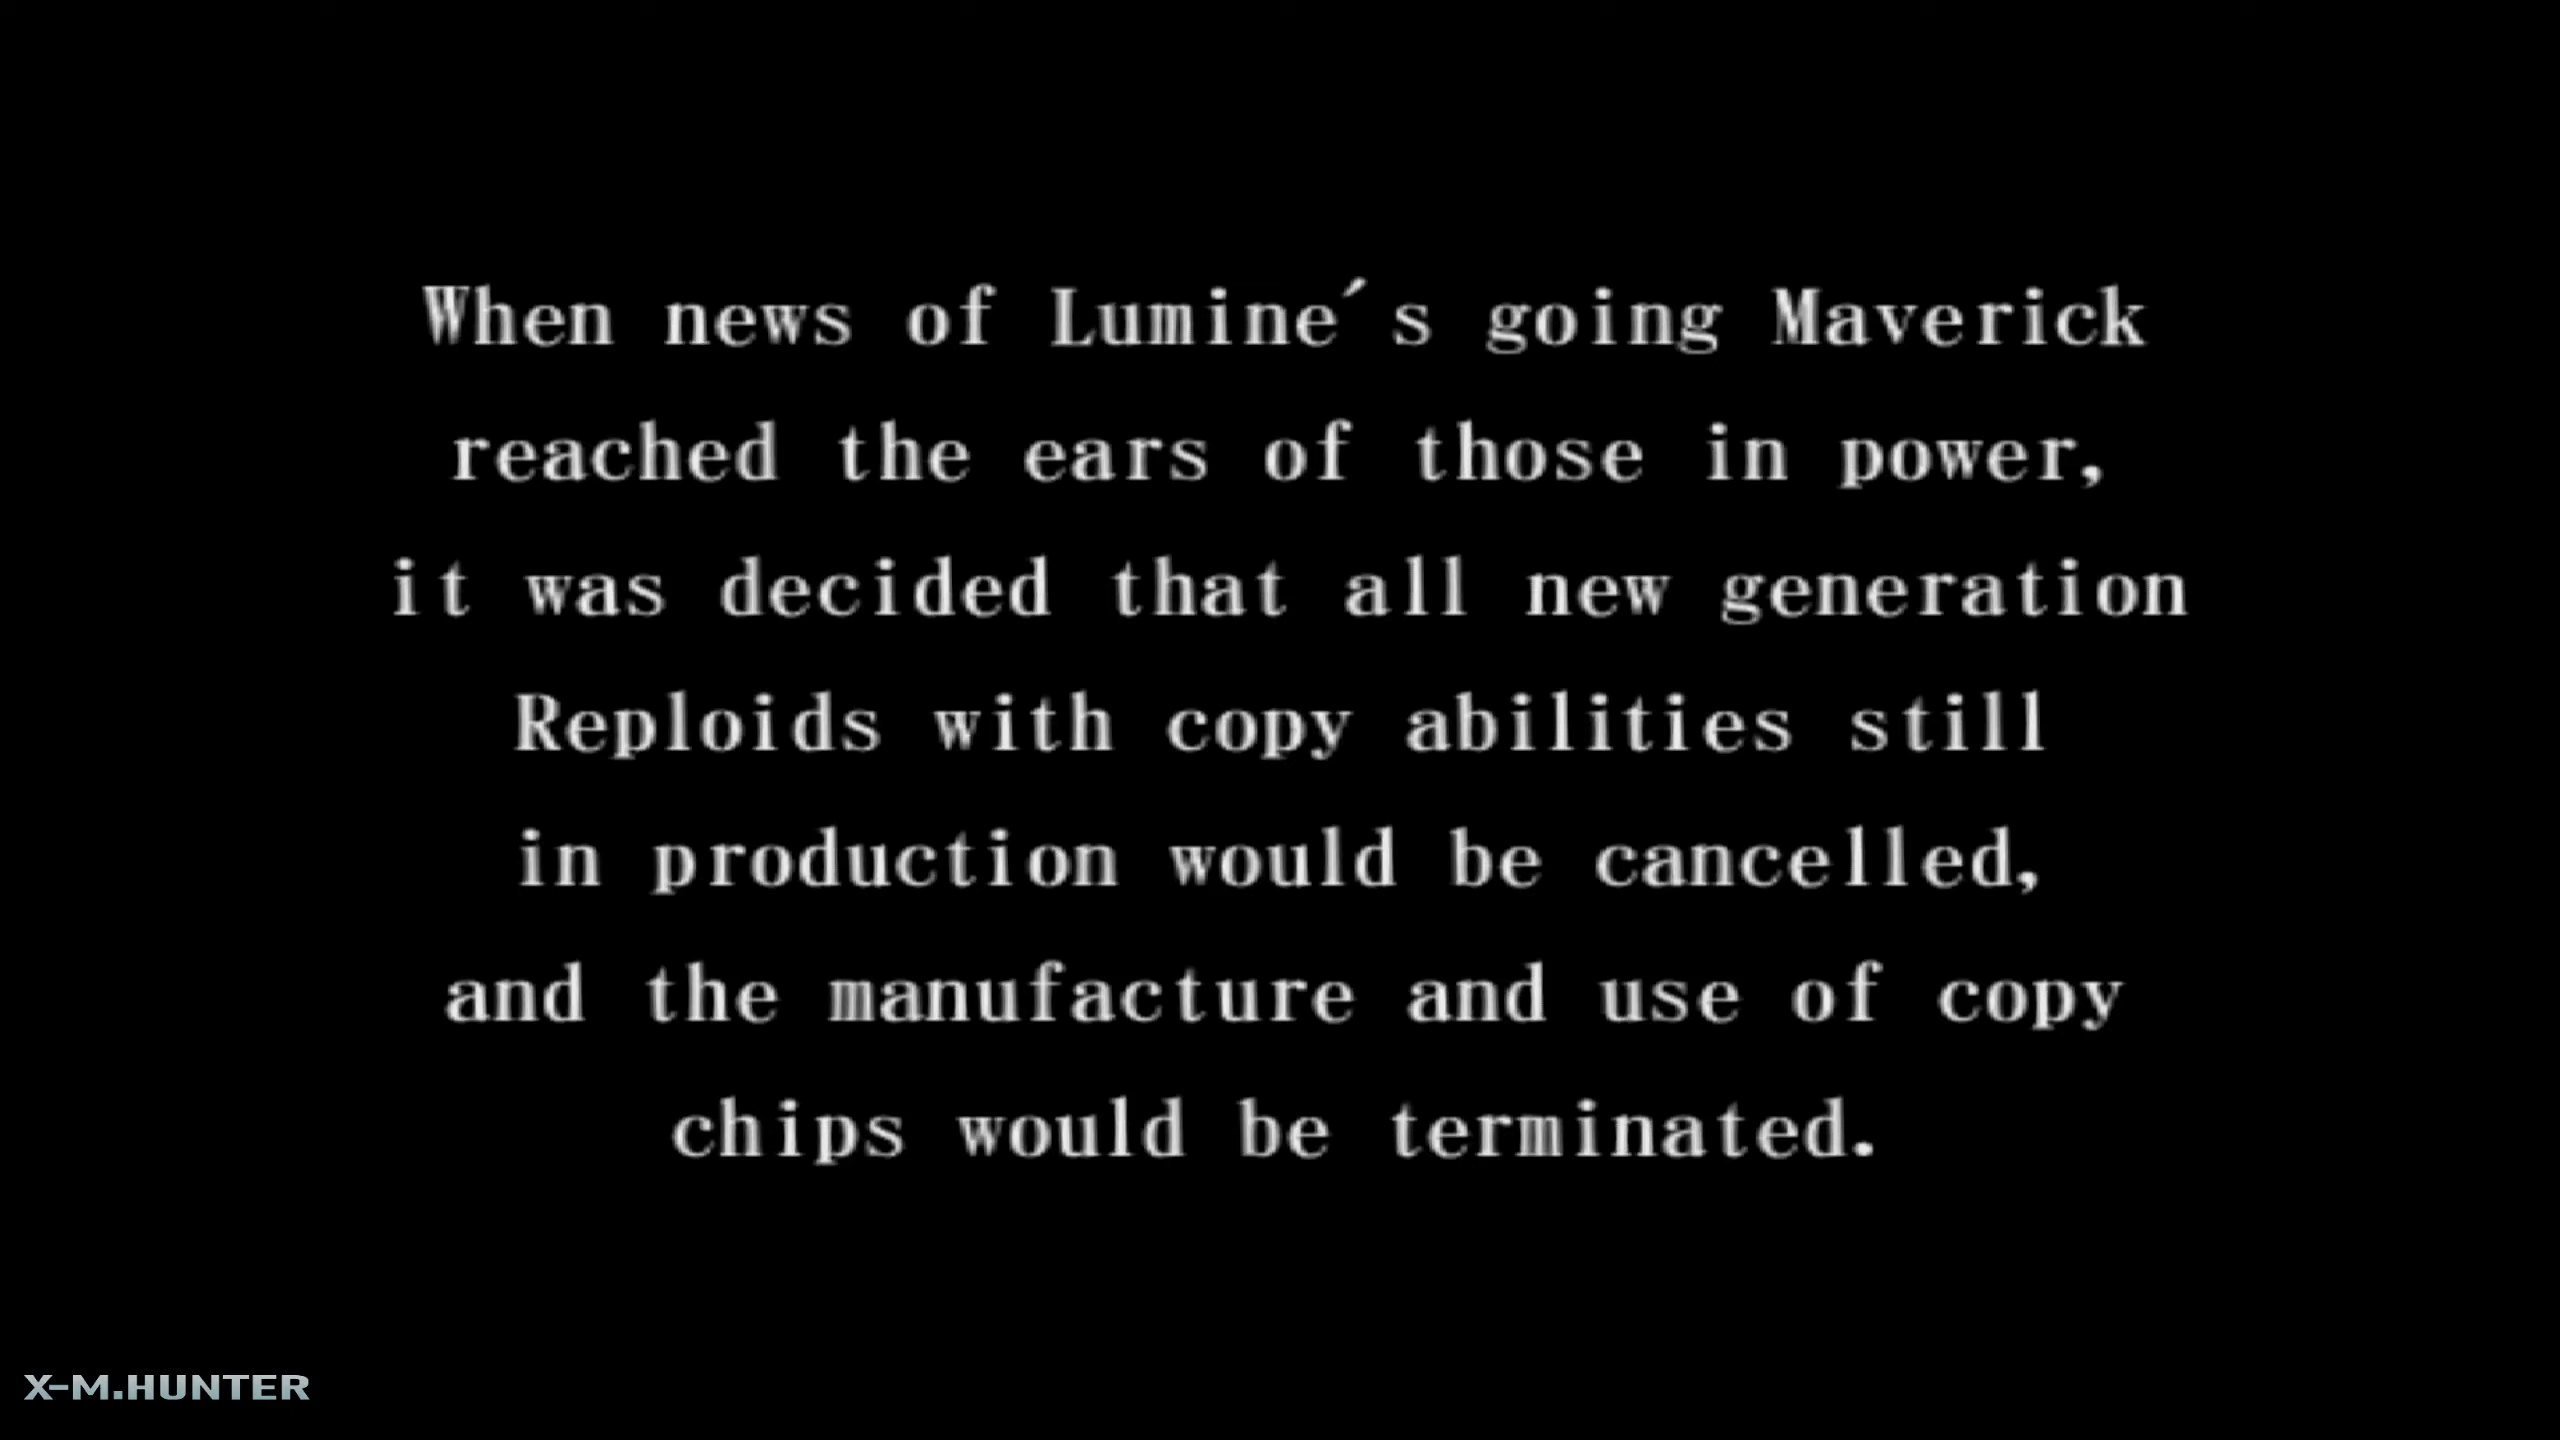 When news of Lumine´s going Maverick
reached the ears of those in power,
it was decided that all new generation
Reploids with copy abilities still
in production would be cancelled,
and the manufacture and use of copy
chips would be terminated.
X-M.HUNTER